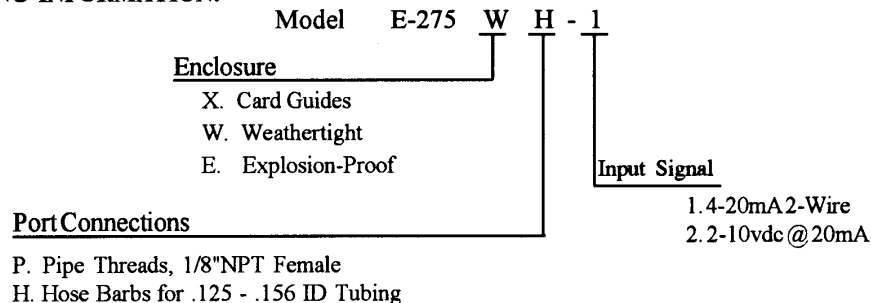 Model E-275 W H - 1
Enclosure
X. Card Guides
W. Weathertight
E. Explosion-Proof
Input Signal
1. 4-20mA 2-Wire
2. 2-10vdc @ 20mA
Port Connections
P. Pipe Threads, 1/8"NPT Female
H. Hose Barbs for .125 - .156 ID Tubing